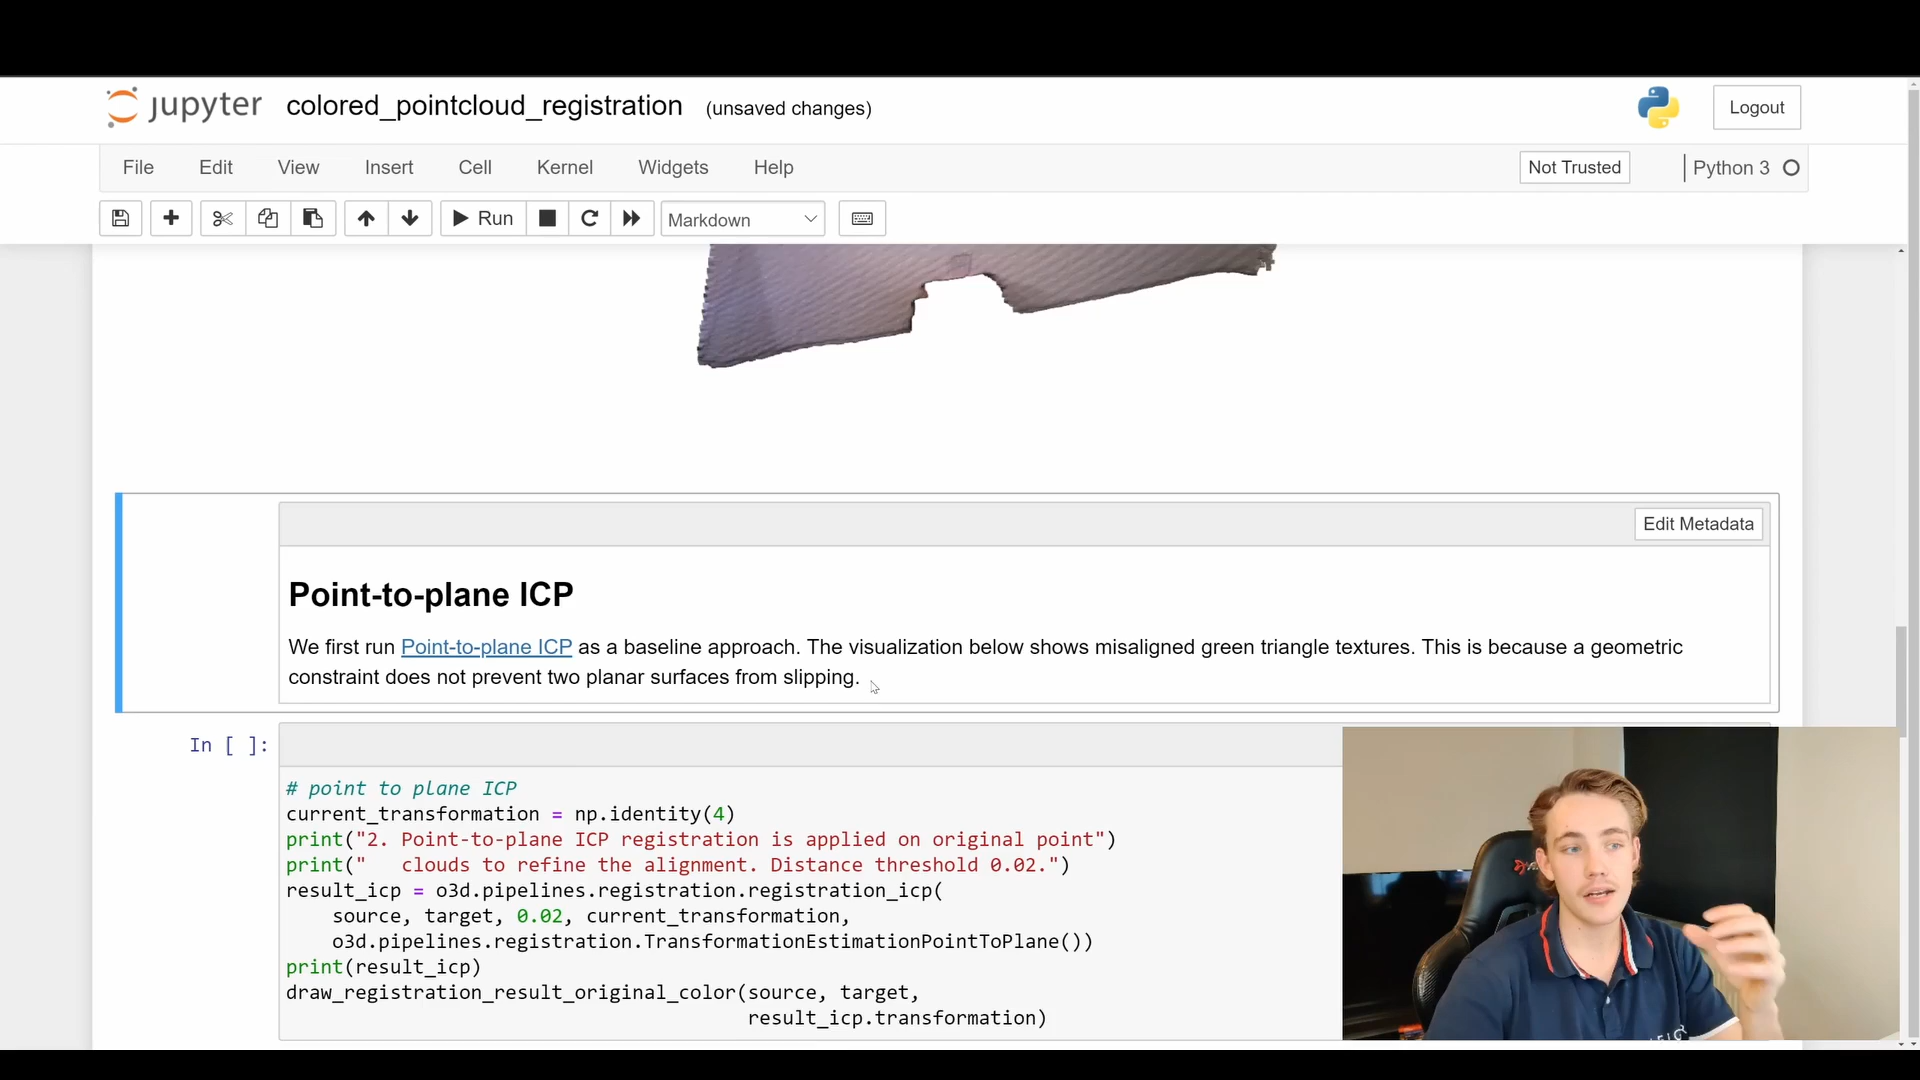 jupyter colored_pointcloud_registration (unsaved changes)
Logout
File Edit View Insert Cell Kernel Widgets Help
Not Trusted
Python 3
Run
Markdown
Edit Metadata
Point-to-plane ICP
We first run Point-to-plane ICP as a baseline approach. The visualization below shows misaligned green triangle textures. This is because a geometric
constraint does not prevent two planar surfaces from slipping.
In [ ]:
# point to plane ICP
current_transformation = np.identity(4)
print("2. Point-to-plane ICP registration is applied on original point")
print("   clouds to refine the alignment. Distance threshold 0.02.")
result_icp = o3d.pipelines.registration.registration_icp(
    source, target, 0.02, current_transformation,
    o3d.pipelines.registration.TransformationEstimationPointToPlane())
print(result_icp)
draw_registration_result_original_color(source, target,
                                        result_icp.transformation)